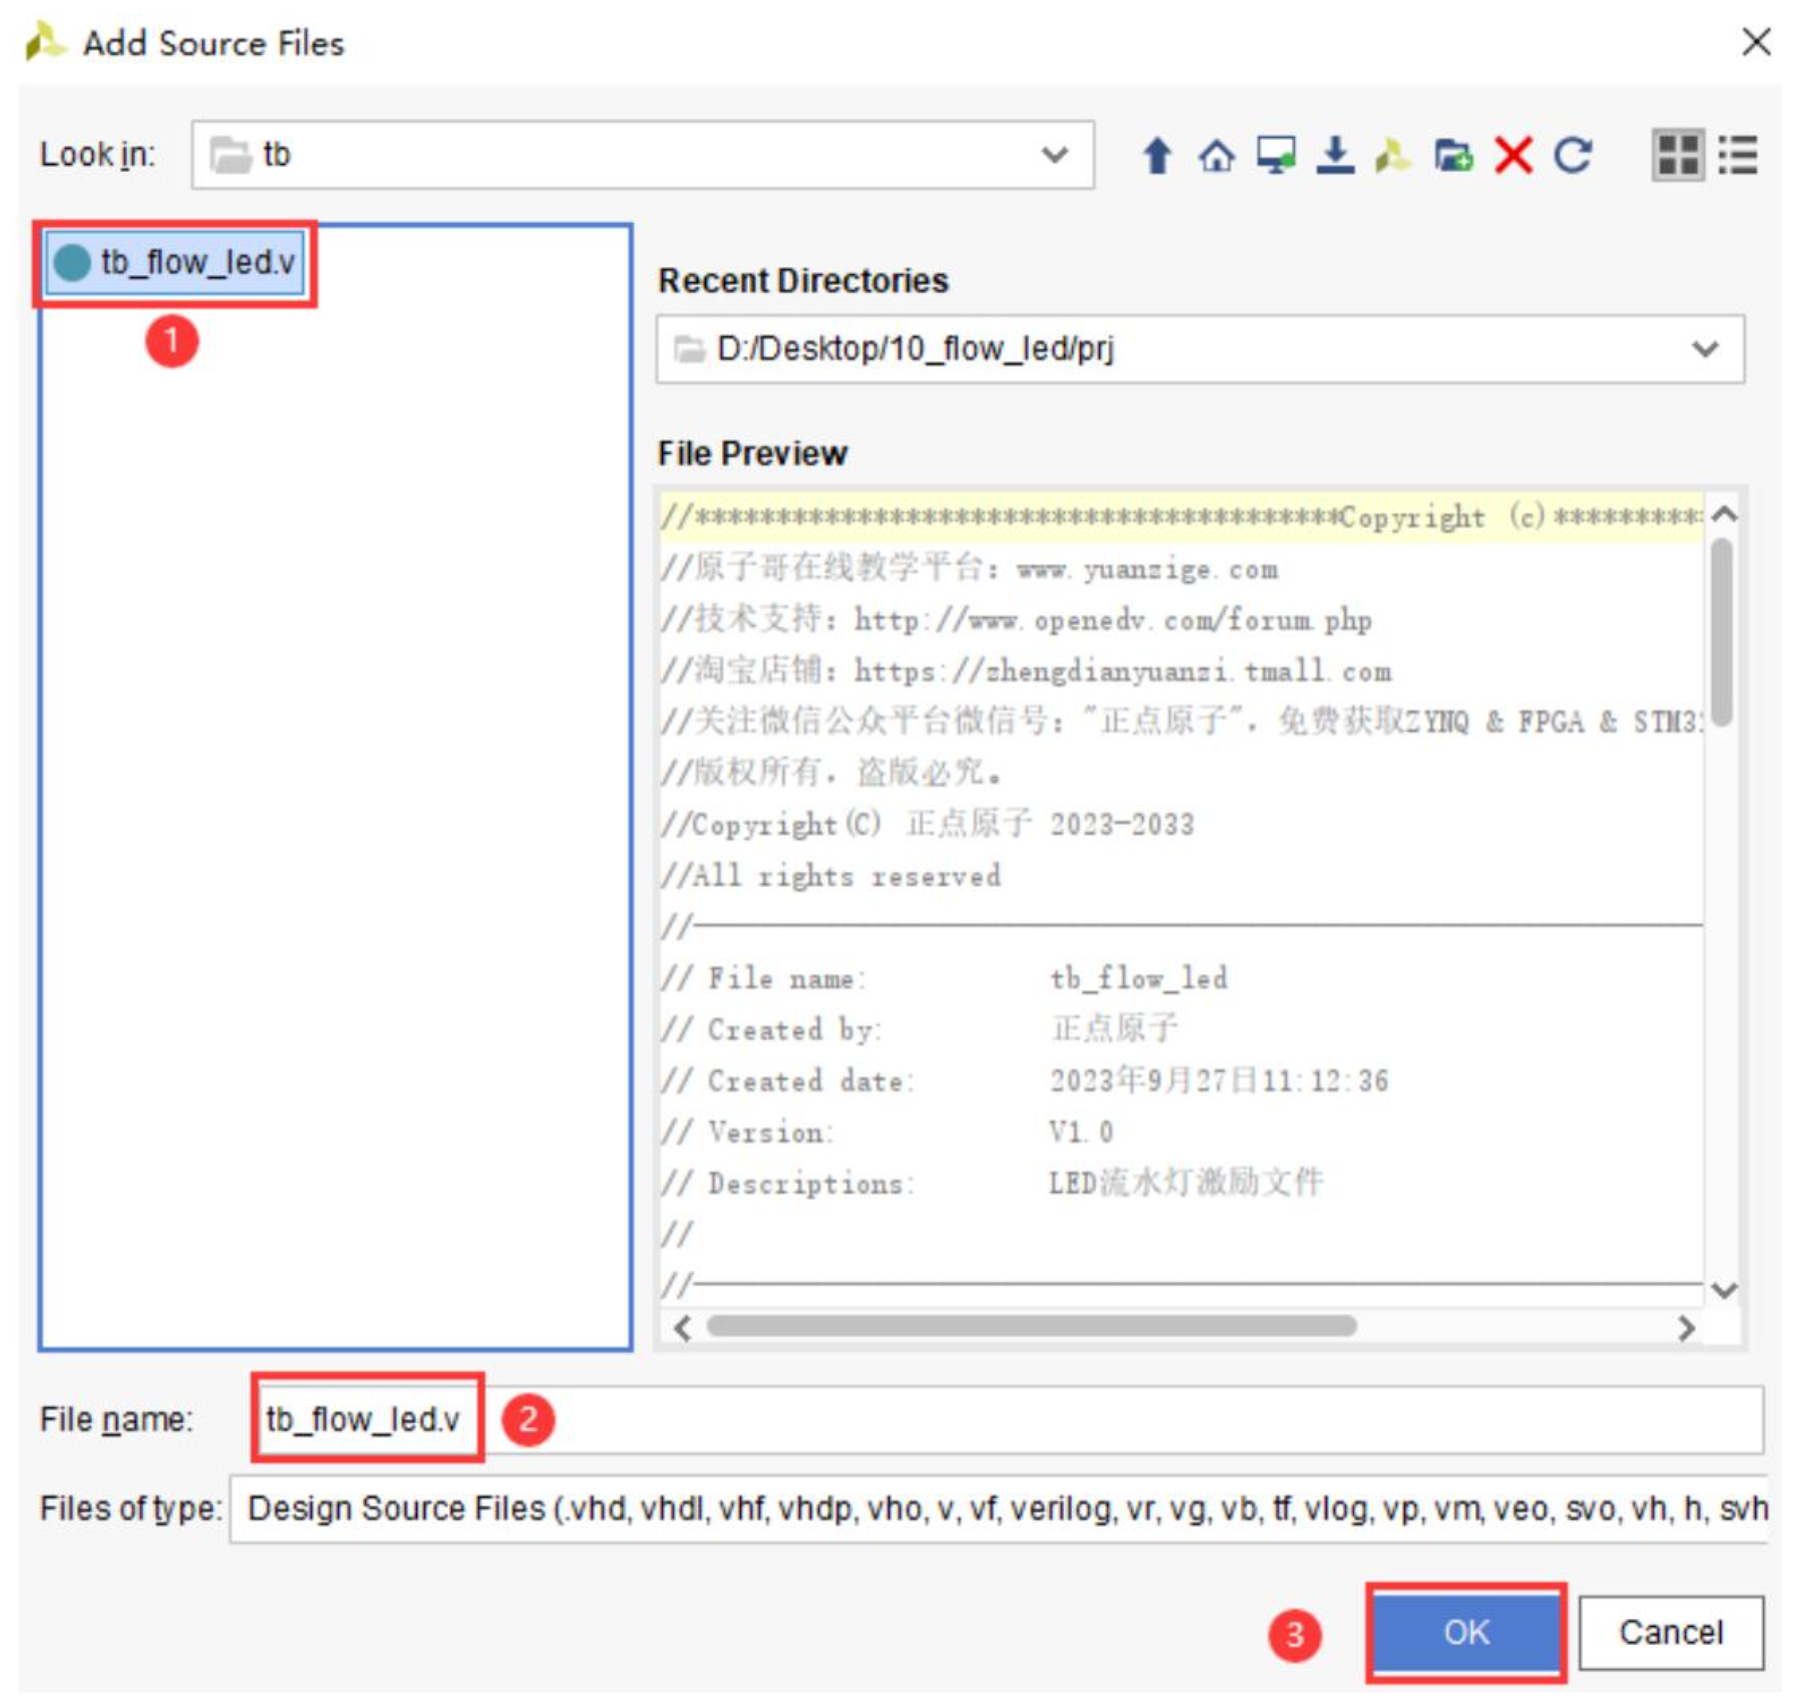 Add Source Files
Look in: tb
tb_flow_led.v
1
Recent Directories
D:/Desktop/10_flow_led/prj
File Preview
//****************************************Copyright (c)**********
//原子哥在线教学平台：www.yuanzige.com
//技术支持：http://www.openedv.com/forum.php
//淘宝店铺：https://zhengdianyuanzi.tmall.com
//关注微信公众平台微信号："正点原子"，免费获取ZYNQ & FPGA & STM32
//版权所有，盗版必究。
//Copyright(C) 正点原子 2023-2033
//All rights reserved
//----------------------------------------
// File name: tb_flow_led
// Created by: 正点原子
// Created date: 2023年9月27日11:12:36
// Version: V1.0
// Descriptions: LED流水灯激励文件
//
//----------------------------------------
File name: tb_flow_led.v 2
Files of type: Design Source Files (.vhd, vhdl, vhf, vhdp, vho, v, vf, verilog, vr, vg, vb, tf, vlog, vp, vm, veo, svo, vh, h, svh
3 OK Cancel